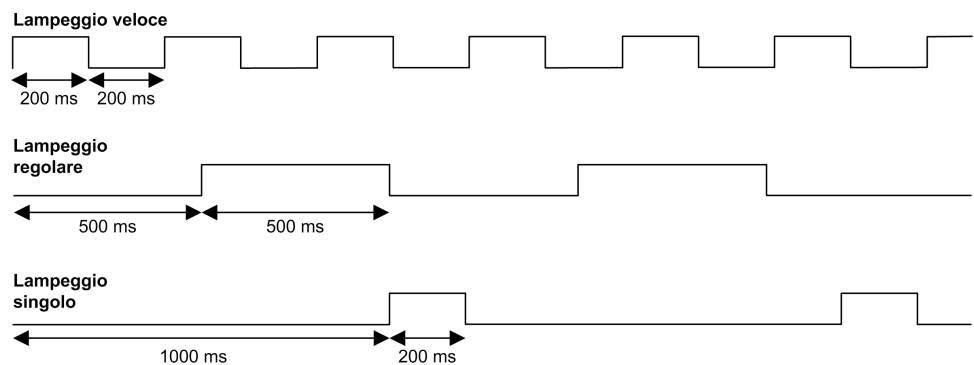 Lampeggio veloce
200 ms 200 ms
Lampeggio
regolare
500 ms 500 ms
Lampeggio
singolo
1000 ms 200 ms